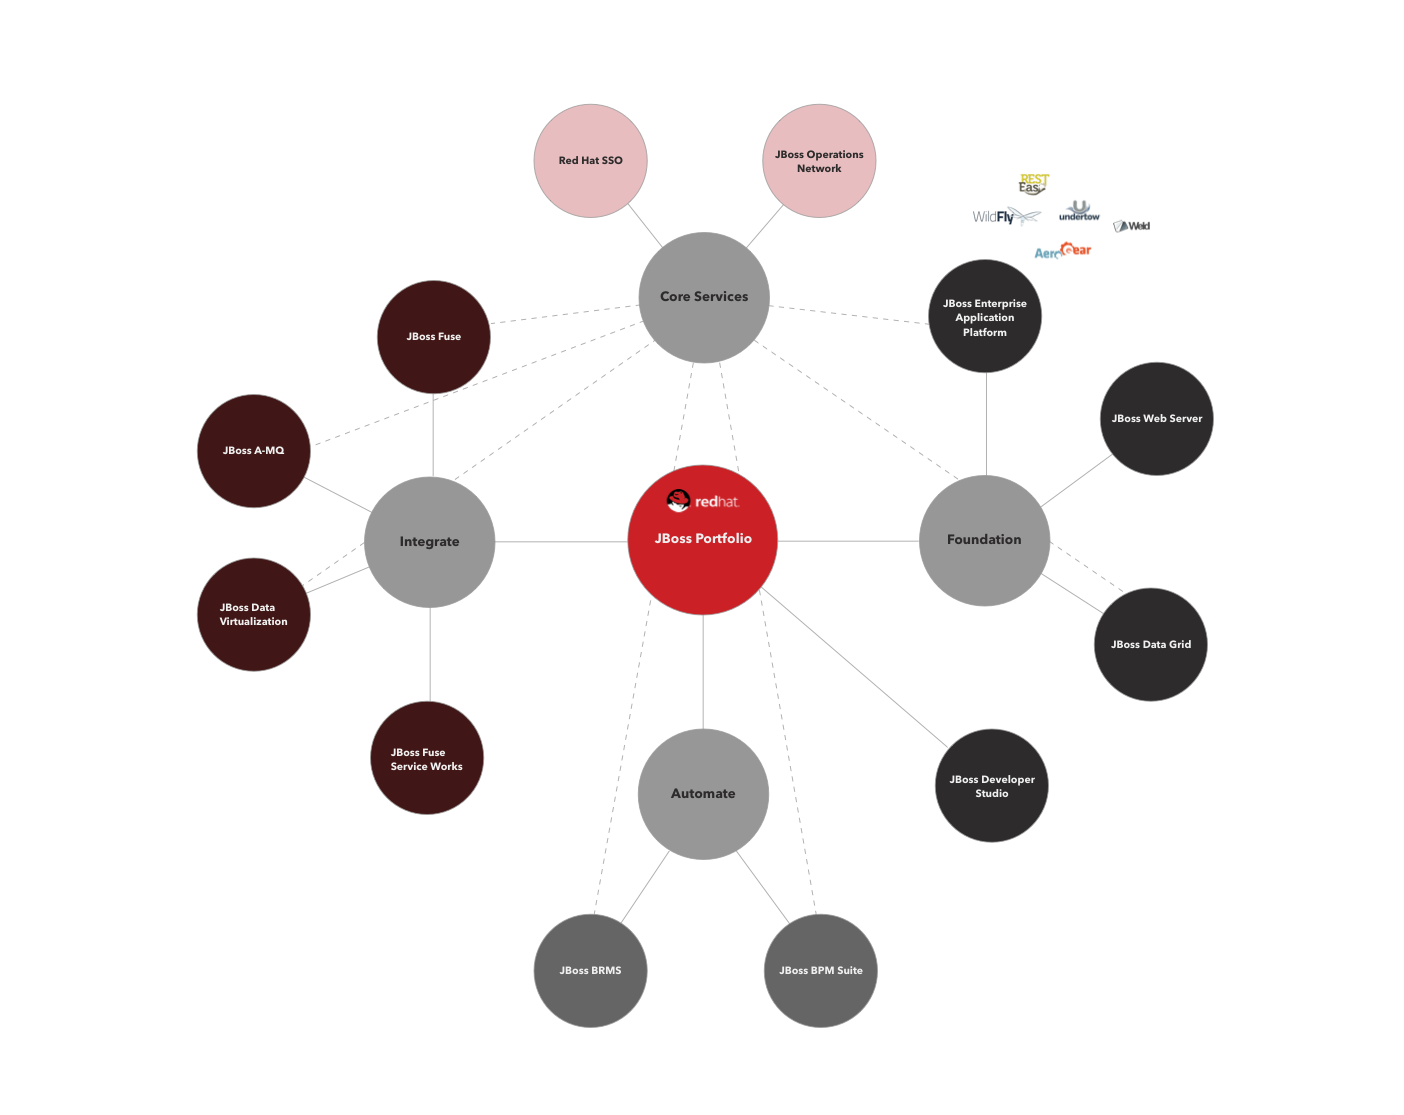 Red Hat SSO
JBoss Operations
Network
REST
Easy
WildFly
undertow
Weld
AeroGear
Core Services
JBoss Enterprise
Application
Platform
JBoss Fuse
JBoss Web Server
JBoss A-MQ
redhat.
JBoss Portfolio
Integrate
Foundation
JBoss Data
Virtualization
JBoss Data Grid
JBoss Fuse
Service Works
Automate
JBoss Developer
Studio
JBoss BRMS
JBoss BPM Suite